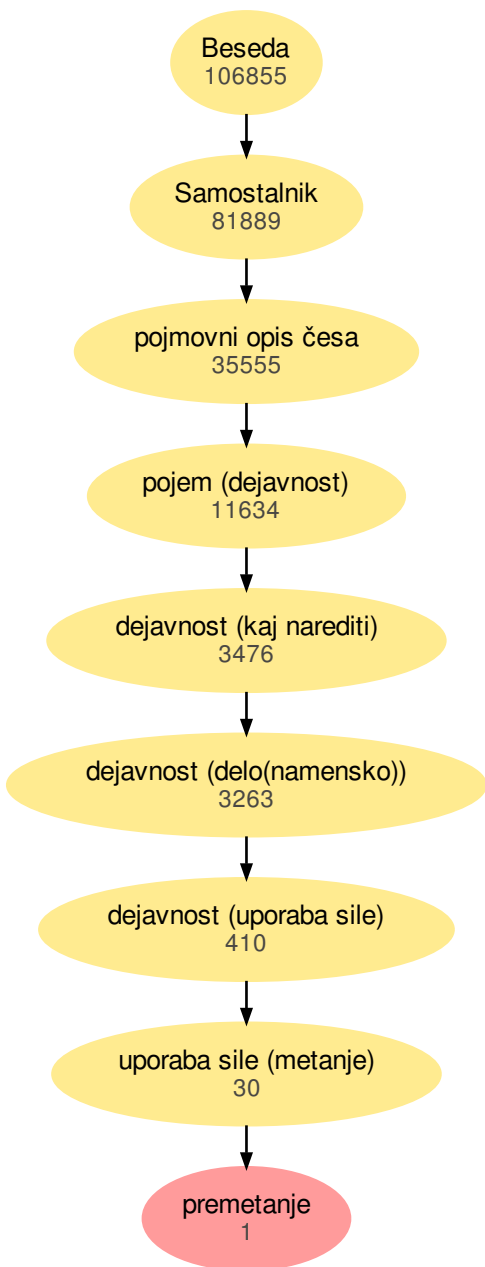 Beseda
106855
Samostalnik
81889
pojmovni opis česa
35555
pojem (dejavnost)
11634
dejavnost (kaj narediti)
3476
dejavnost (delo(namensko))
3263
dejavnost (uporaba sile)
410
uporaba sile (metanje)
30
premetanje
1